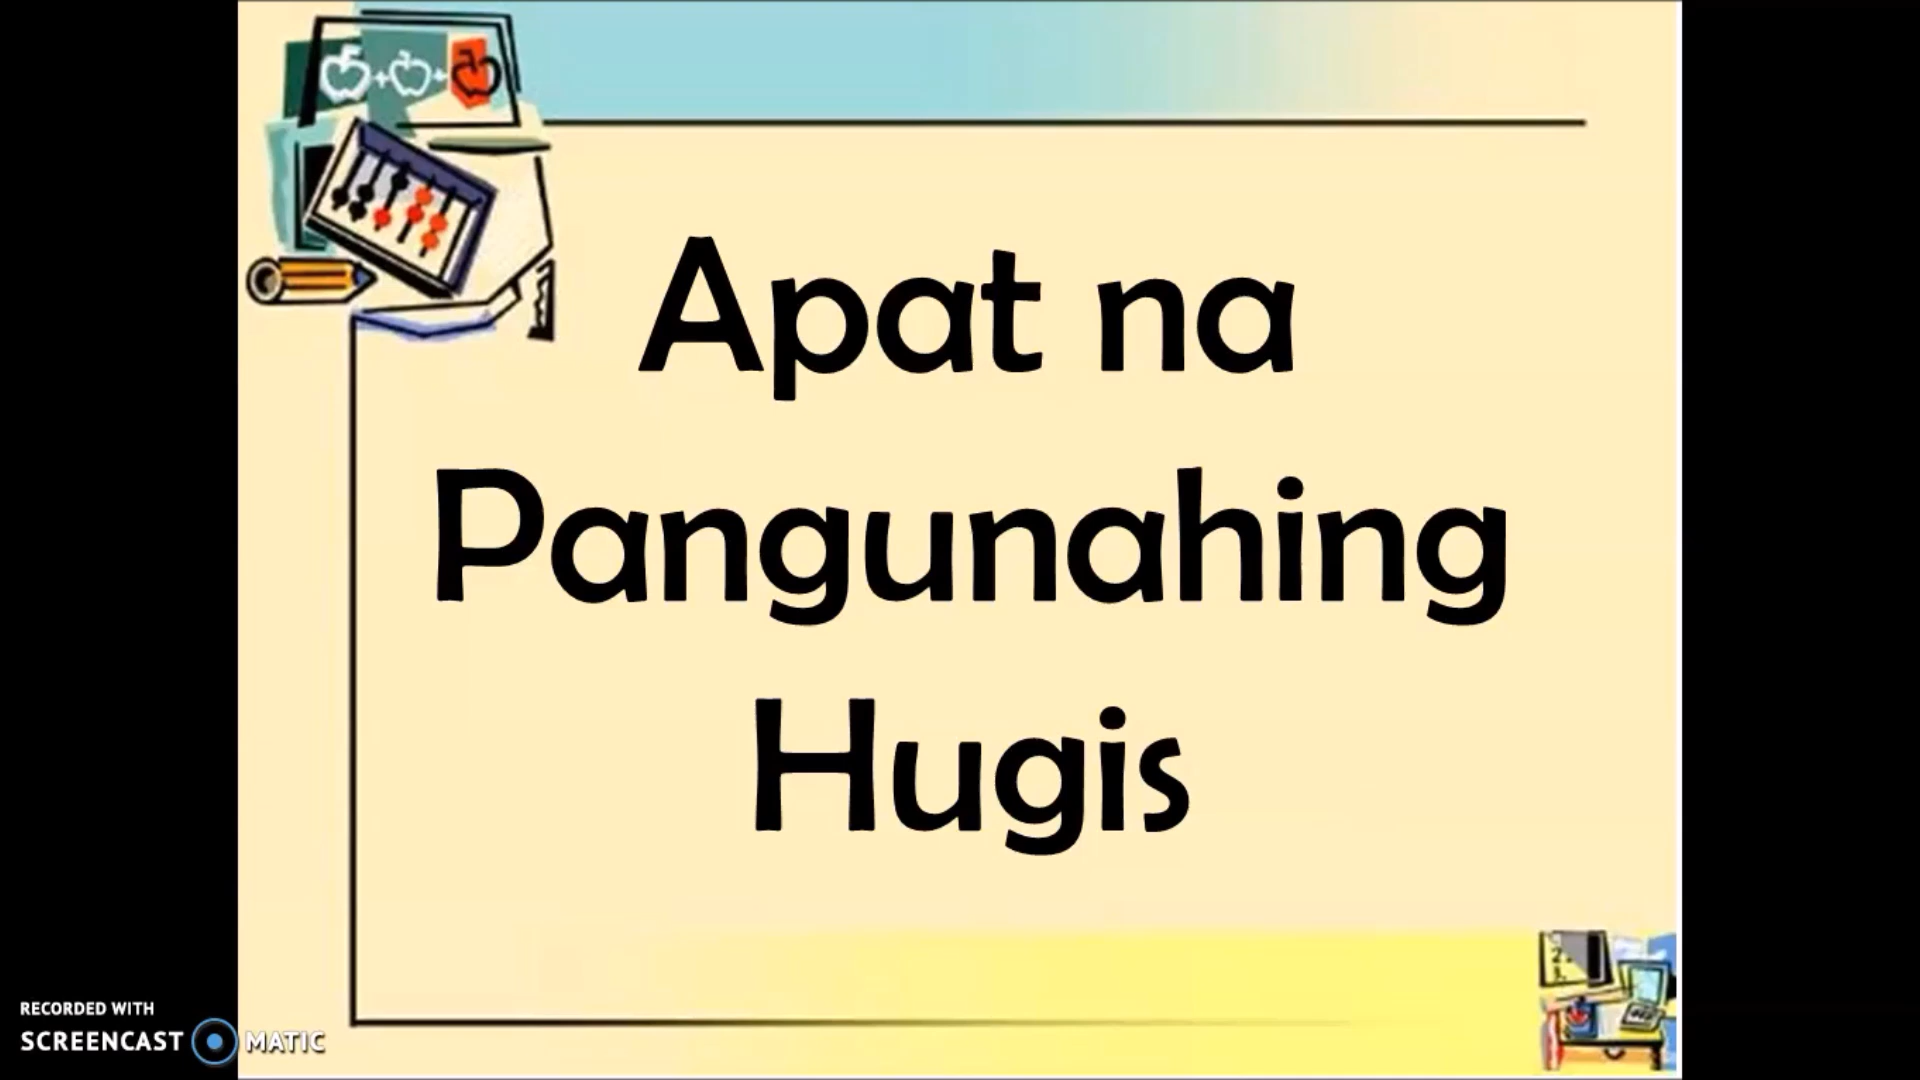 Apat na
Pangunahing
Hugis
RECORDED WITH
SCREENCAST MATIC